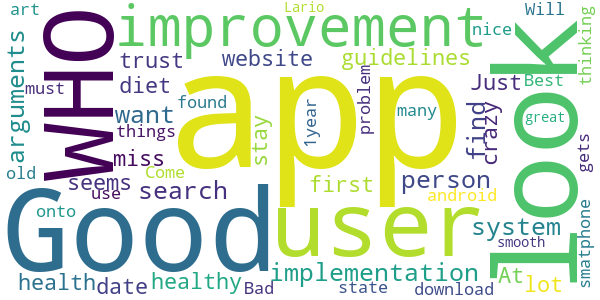 art
Lario
Will
nice
thinking
improvement
WHO
look
trust
website
guidelines
arguments
must
diet
Just
Best
app
found
many
problem
1year
find
crazy
great
want
things
stay
miss
old
seems
Come
use
search
first
person
android
gets
Good
user
onto
system
smooth
health
date
healthy
Bad
implementation
state
download
At
lot
smatphone